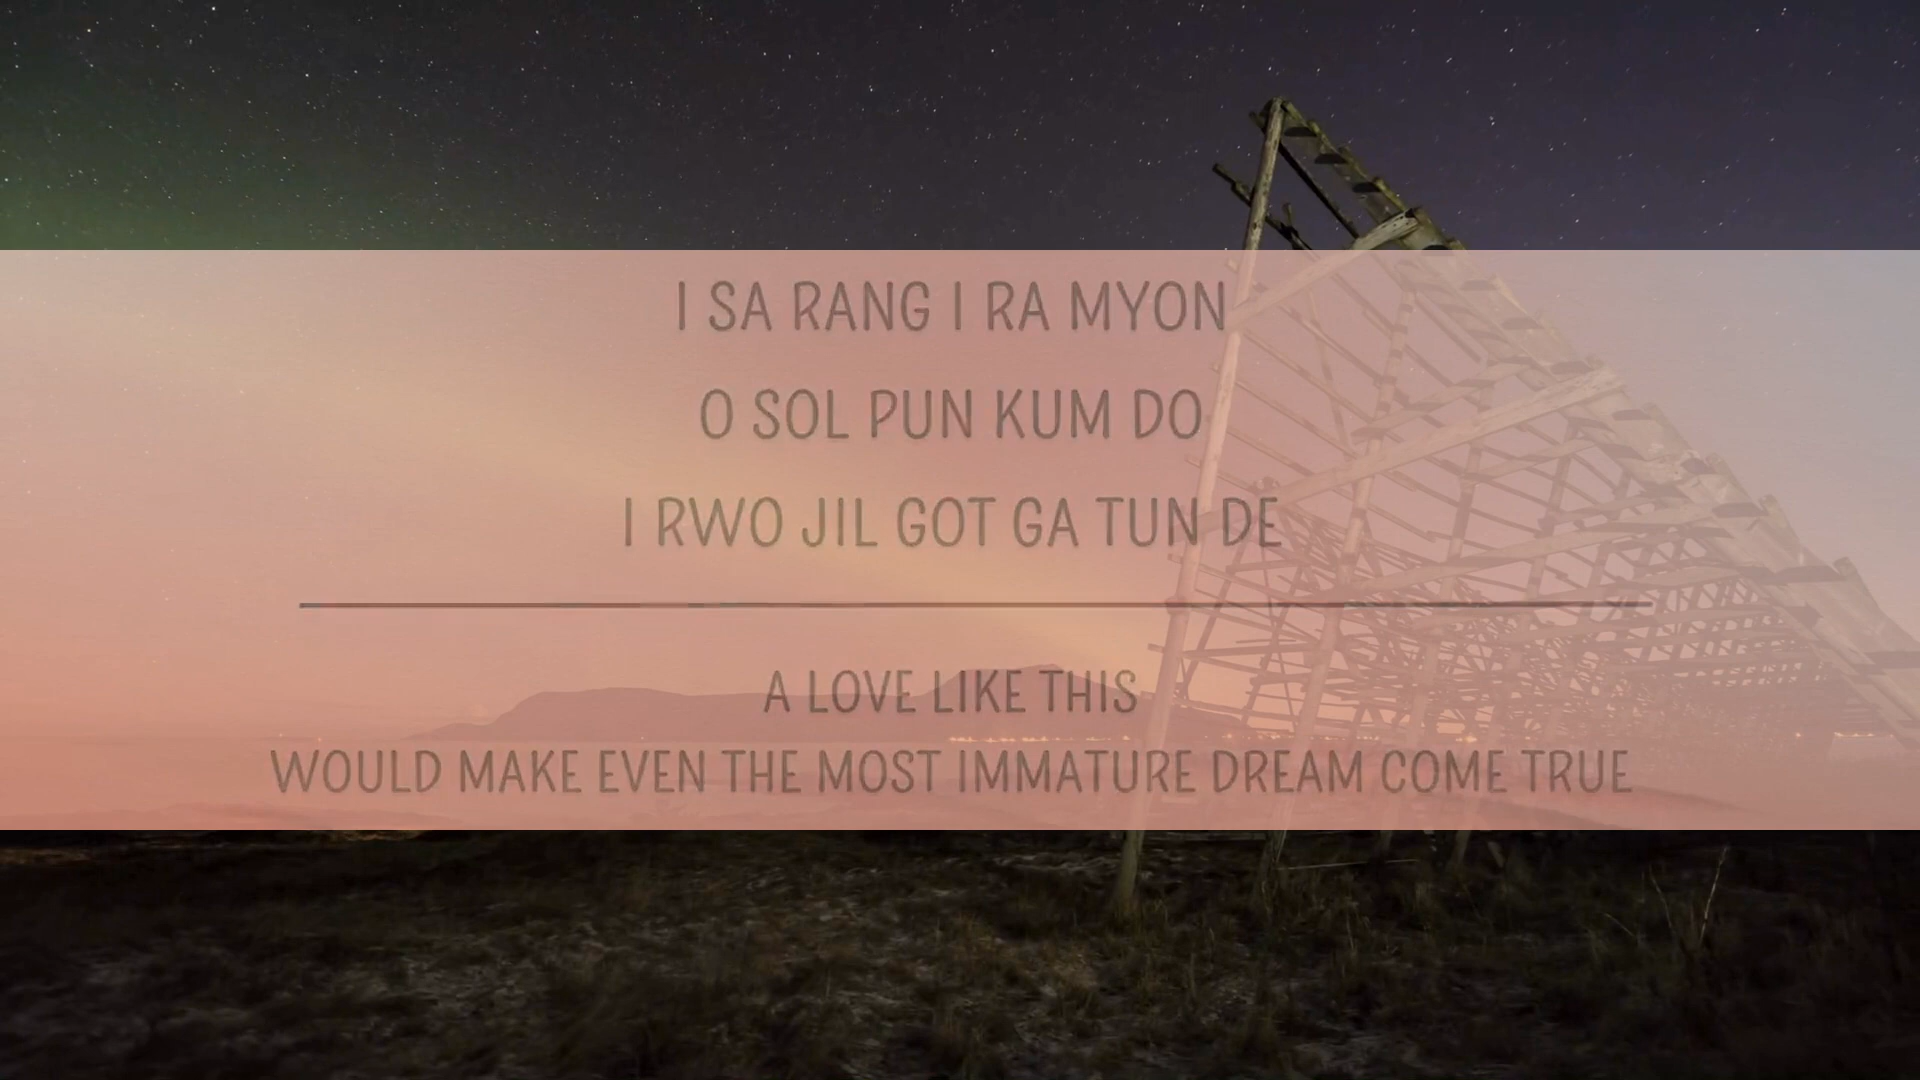 I SA RANG I RA MYON
O SOL PUN KUM DO
I RWO JIL GOT GA TUN DE
A LOVE LIKE THIS
WOULD MAKE EVEN THE MOST IMMATURE DREAM COME TRUE